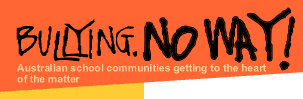 BULLYING. NO WAY!
Australian school communities getting to the heart
of the matter